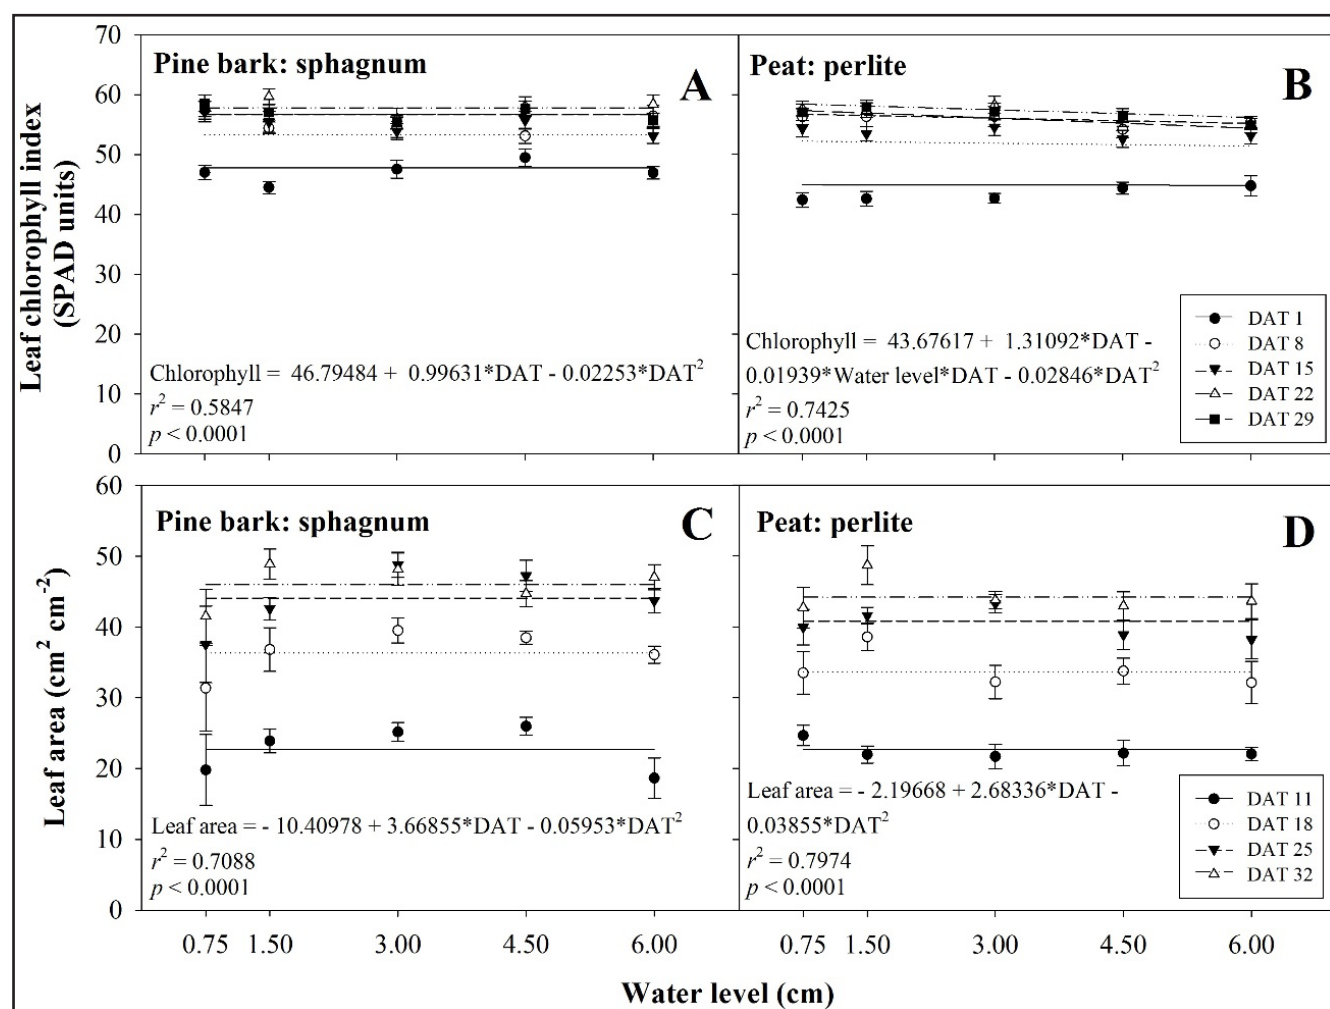 Leaf chlorophyll index
(SPAD units)
70
60
50
40
30
20
10
0
Pine bark: sphagnum
A
Chlorophyll = 46.79484 + 0.99631*DAT - 0.02253*DAT²
r² = 0.5847
p < 0.0001
Peat: perlite
B
Chlorophyll = 43.67617 + 1.31092*DAT -
0.01939*Water level*DAT - 0.02846*DAT²
r² = 0.7425
p < 0.0001
DAT 1
DAT 8
DAT 15
DAT 22
DAT 29
Leaf area (cm² cm⁻²)
60
50
40
30
20
10
0
Pine bark: sphagnum
C
Leaf area = - 10.40978 + 3.66855*DAT - 0.05953*DAT²
r² = 0.7088
p < 0.0001
Peat: perlite
D
Leaf area = - 2.19668 + 2.68336*DAT -
0.03855*DAT²
r² = 0.7974
p < 0.0001
DAT 11
DAT 18
DAT 25
DAT 32
0.75 1.50 3.00 4.50 6.00
0.75 1.50 3.00 4.50 6.00
Water level (cm)